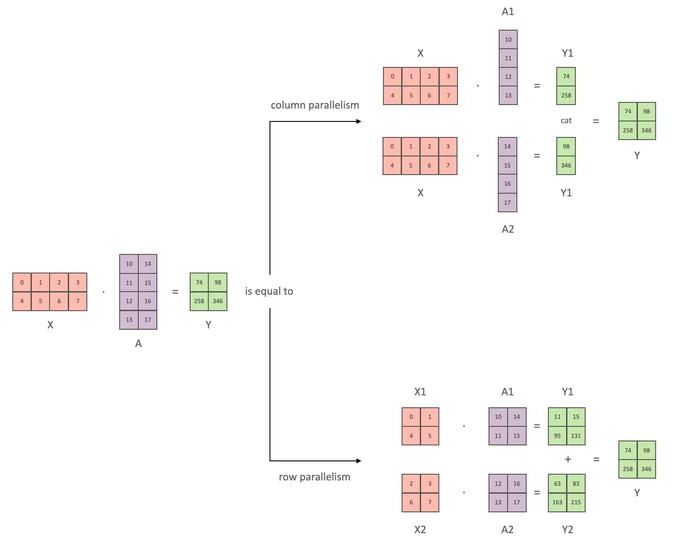 A1
X
10
11
12
13
Y1
0 1 2 3
4 5 6 7
·
=
74
258
column parallelism
cat
=
74 98
258 346
Y
0 1 2 3
4 5 6 7
·
14
15
16
17
=
98
346
X
Y1
A2
0 1 2 3
4 5 6 7
X
·
10 14
11 15
12 16
13 17
A
=
74 98
258 346
Y
is equal to
X1
A1
Y1
0 1
4 5
·
10 14
11 15
=
11 15
95 131
+
=
74 98
258 346
Y
row parallelism
2 3
6 7
·
12 16
13 17
=
63 83
163 215
X2
A2
Y2